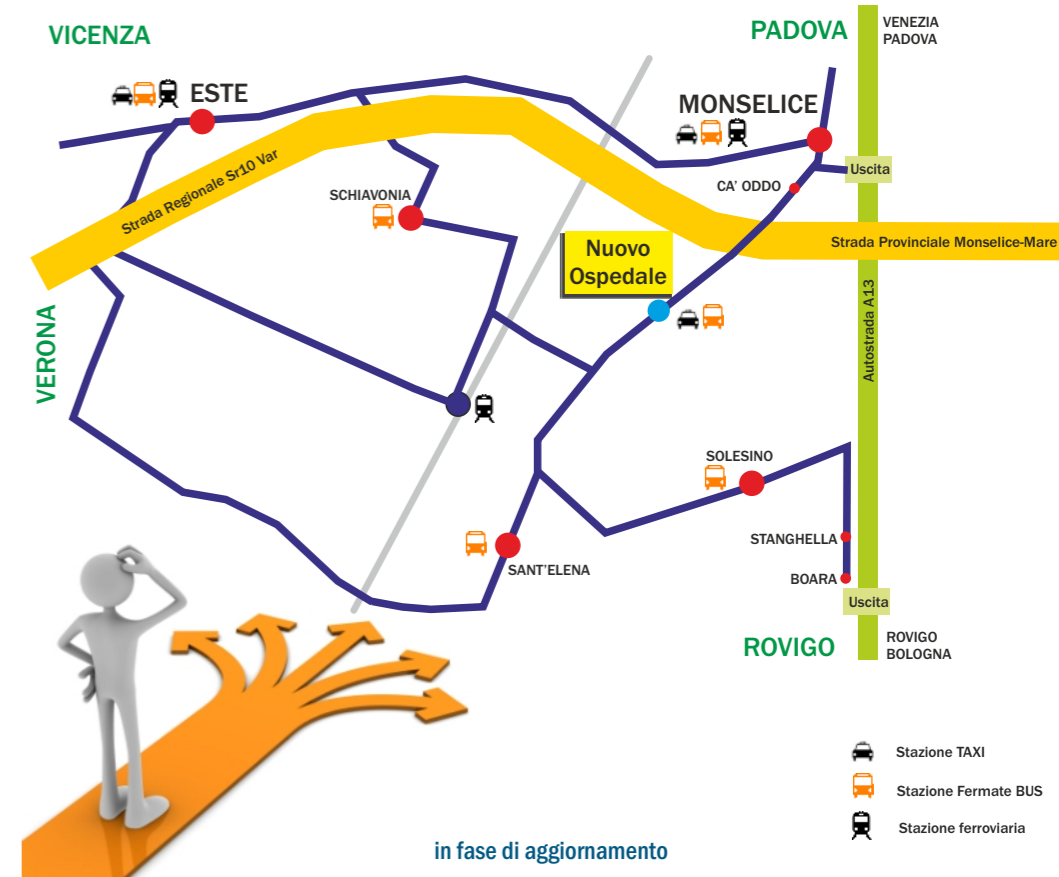 VICENZA
PADOVA
VENEZIA
PADOVA
ESTE
MONSELICE
Uscita
CA' ODDO
Strada Regionale Sr10 Var
SCHIAVONIA
Strada Provinciale Monselice-Mare
Nuovo
Ospedale
VERONA
Autostrada A13
SOLESINO
STANGHELLA
SANT'ELENA
BOARA
Uscita
ROVIGO
ROVIGO
BOLOGNA
Stazione TAXI
Stazione Fermate BUS
Stazione ferroviaria
in fase di aggiornamento